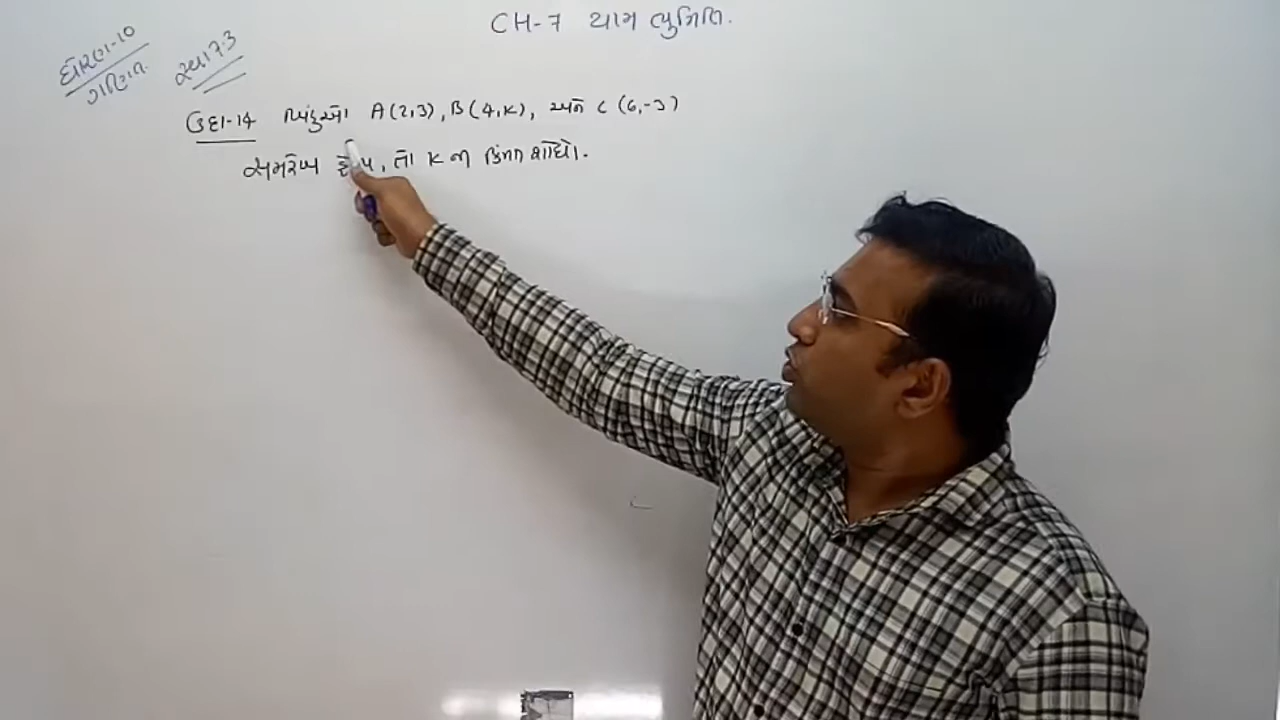 CH-7 યામ ભૂમિતિ.
ધોરણ-10
ગણિત
સ્વા 7.3
ઉદા-14 બિંદુઓ A(2,3), B(4,K), અને C(6,-3)
સમરેખ હોય, તો K ની કિંમત શોધો.